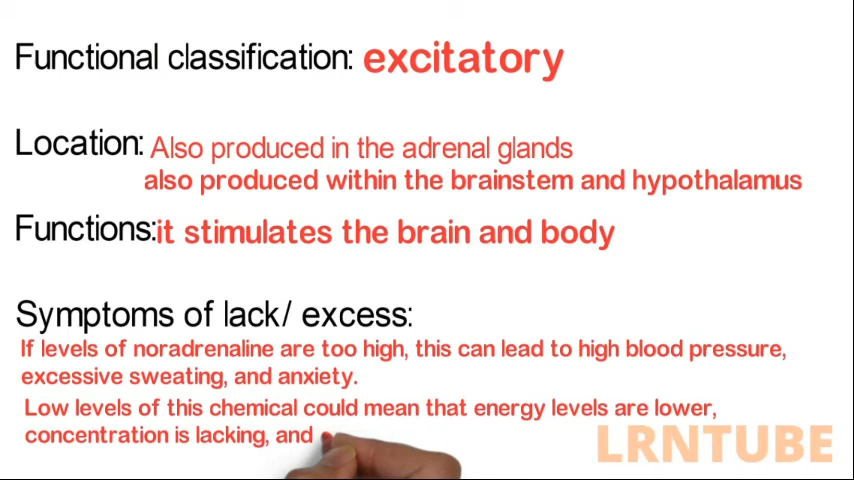 Functional classification: excitatory
Location: Also produced in the adrenal glands
also produced within the brainstem and hypothalamus
Functions:it stimulates the brain and body
Symptoms of lack/ excess:
If levels of noradrenaline are too high, this can lead to high blood pressure,
excessive sweating, and anxiety.
Low levels of this chemical could mean that energy levels are lower,
concentration is lacking, and
LRNTUBE